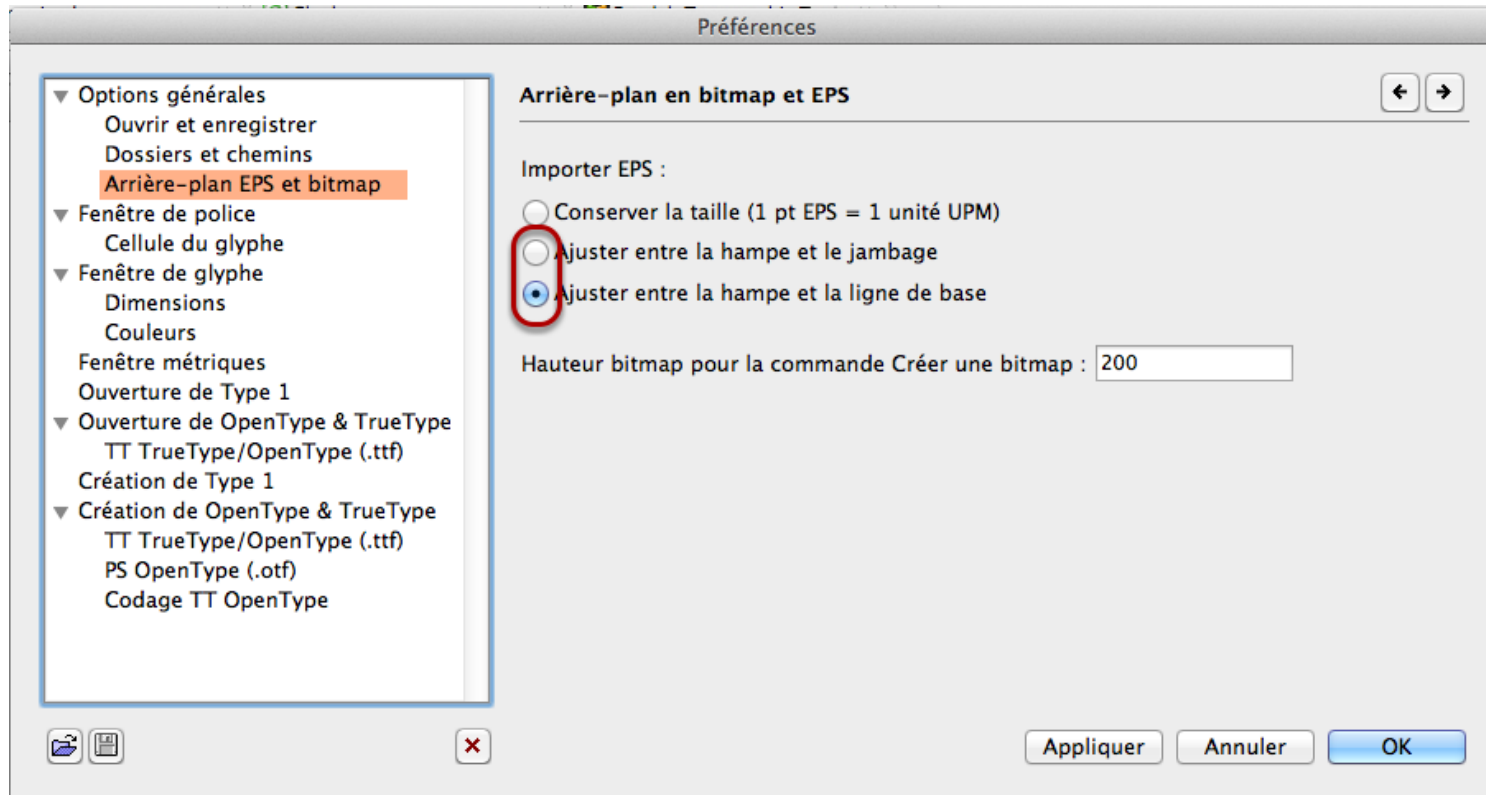 Préférences
Options générales
Ouvrir et enregistrer
Dossiers et chemins
Arrière-plan EPS et bitmap
Fenêtre de police
Cellule du glyphe
Fenêtre de glyphe
Dimensions
Couleurs
Fenêtre métriques
Ouverture de Type 1
Ouverture de OpenType & TrueType
TT TrueType/OpenType (.ttf)
Création de Type 1
Création de OpenType & TrueType
TT TrueType/OpenType (.ttf)
PS OpenType (.otf)
Codage TT OpenType
Arrière-plan en bitmap et EPS
Importer EPS :
Conserver la taille (1 pt EPS = 1 unité UPM)
Ajuster entre la hampe et le jambage
Ajuster entre la hampe et la ligne de base
Hauteur bitmap pour la commande Créer une bitmap : 200
Appliquer Annuler OK